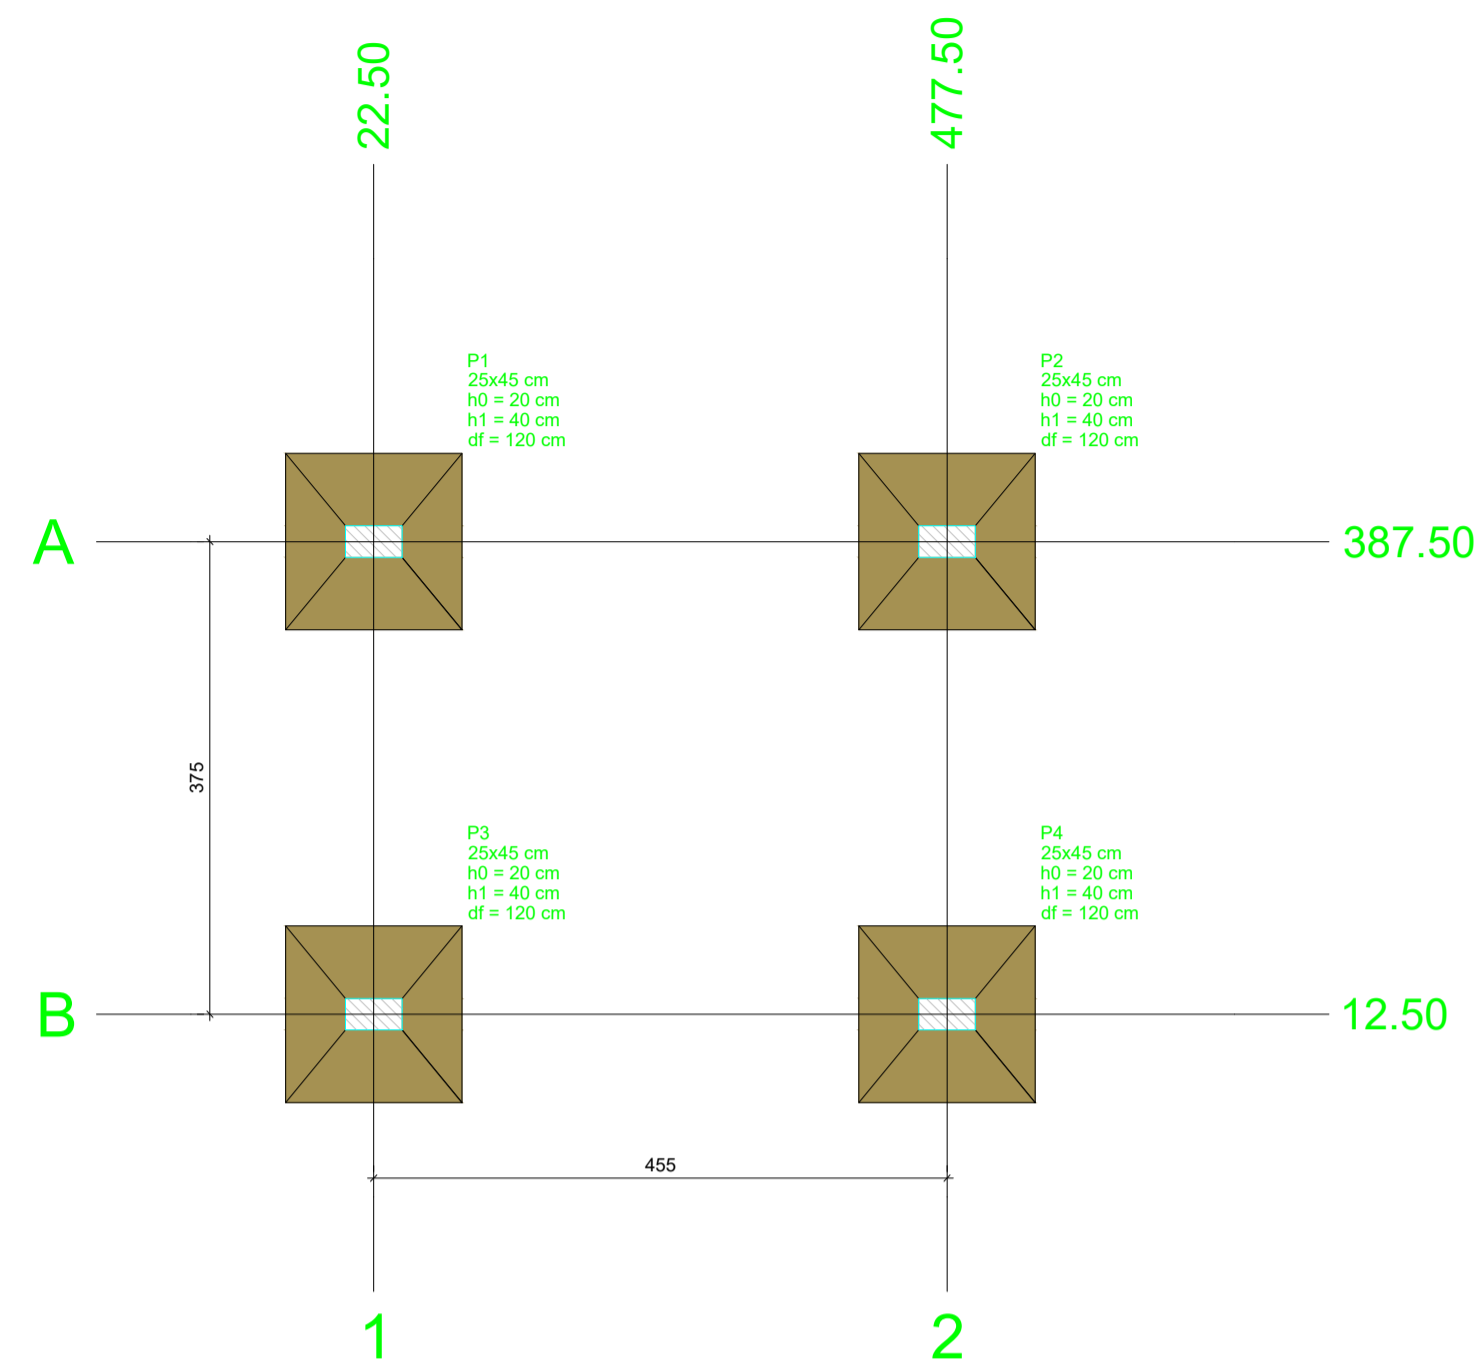 22.50
477.50
P1
25x45 cm
h0 = 20 cm
h1 = 40 cm
df = 120 cm
P2
25x45 cm
h0 = 20 cm
h1 = 40 cm
df = 120 cm
A
387.50
375
P3
25x45 cm
h0 = 20 cm
h1 = 40 cm
df = 120 cm
P4
25x45 cm
h0 = 20 cm
h1 = 40 cm
df = 120 cm
B
12.50
455
1
2